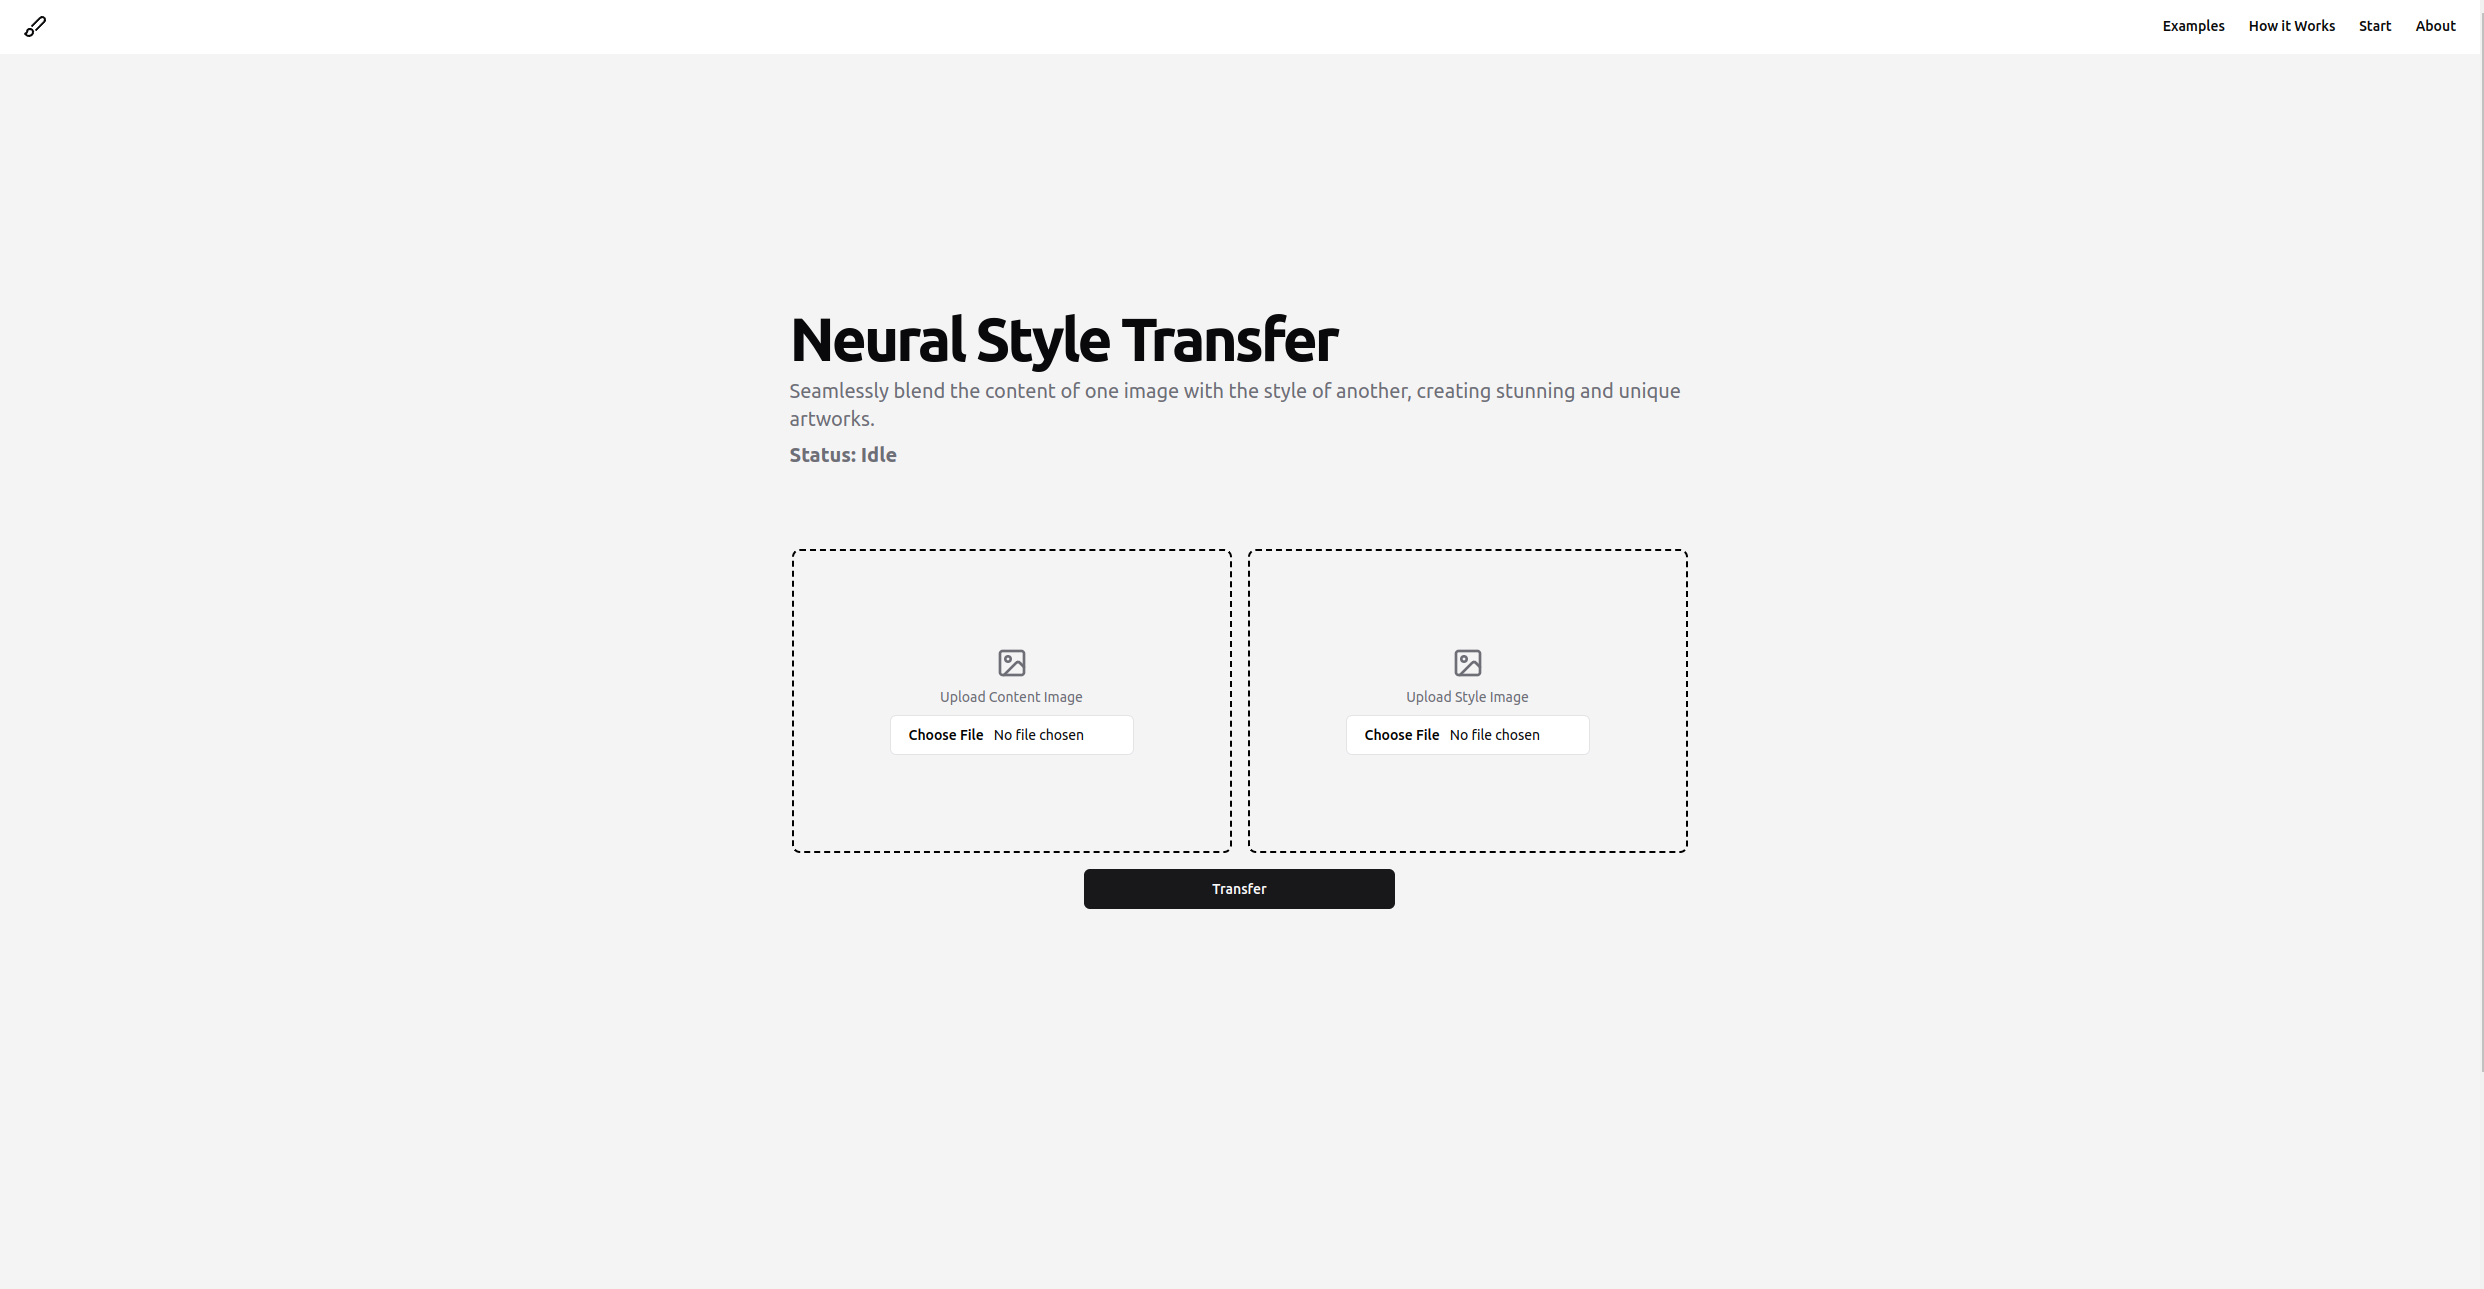 Examples How it Works Start About
Neural Style Transfer
Seamlessly blend the content of one image with the style of another, creating stunning and unique
artworks.
Status: Idle
Upload Content Image
Choose File No file chosen
Upload Style Image
Choose File No file chosen
Transfer